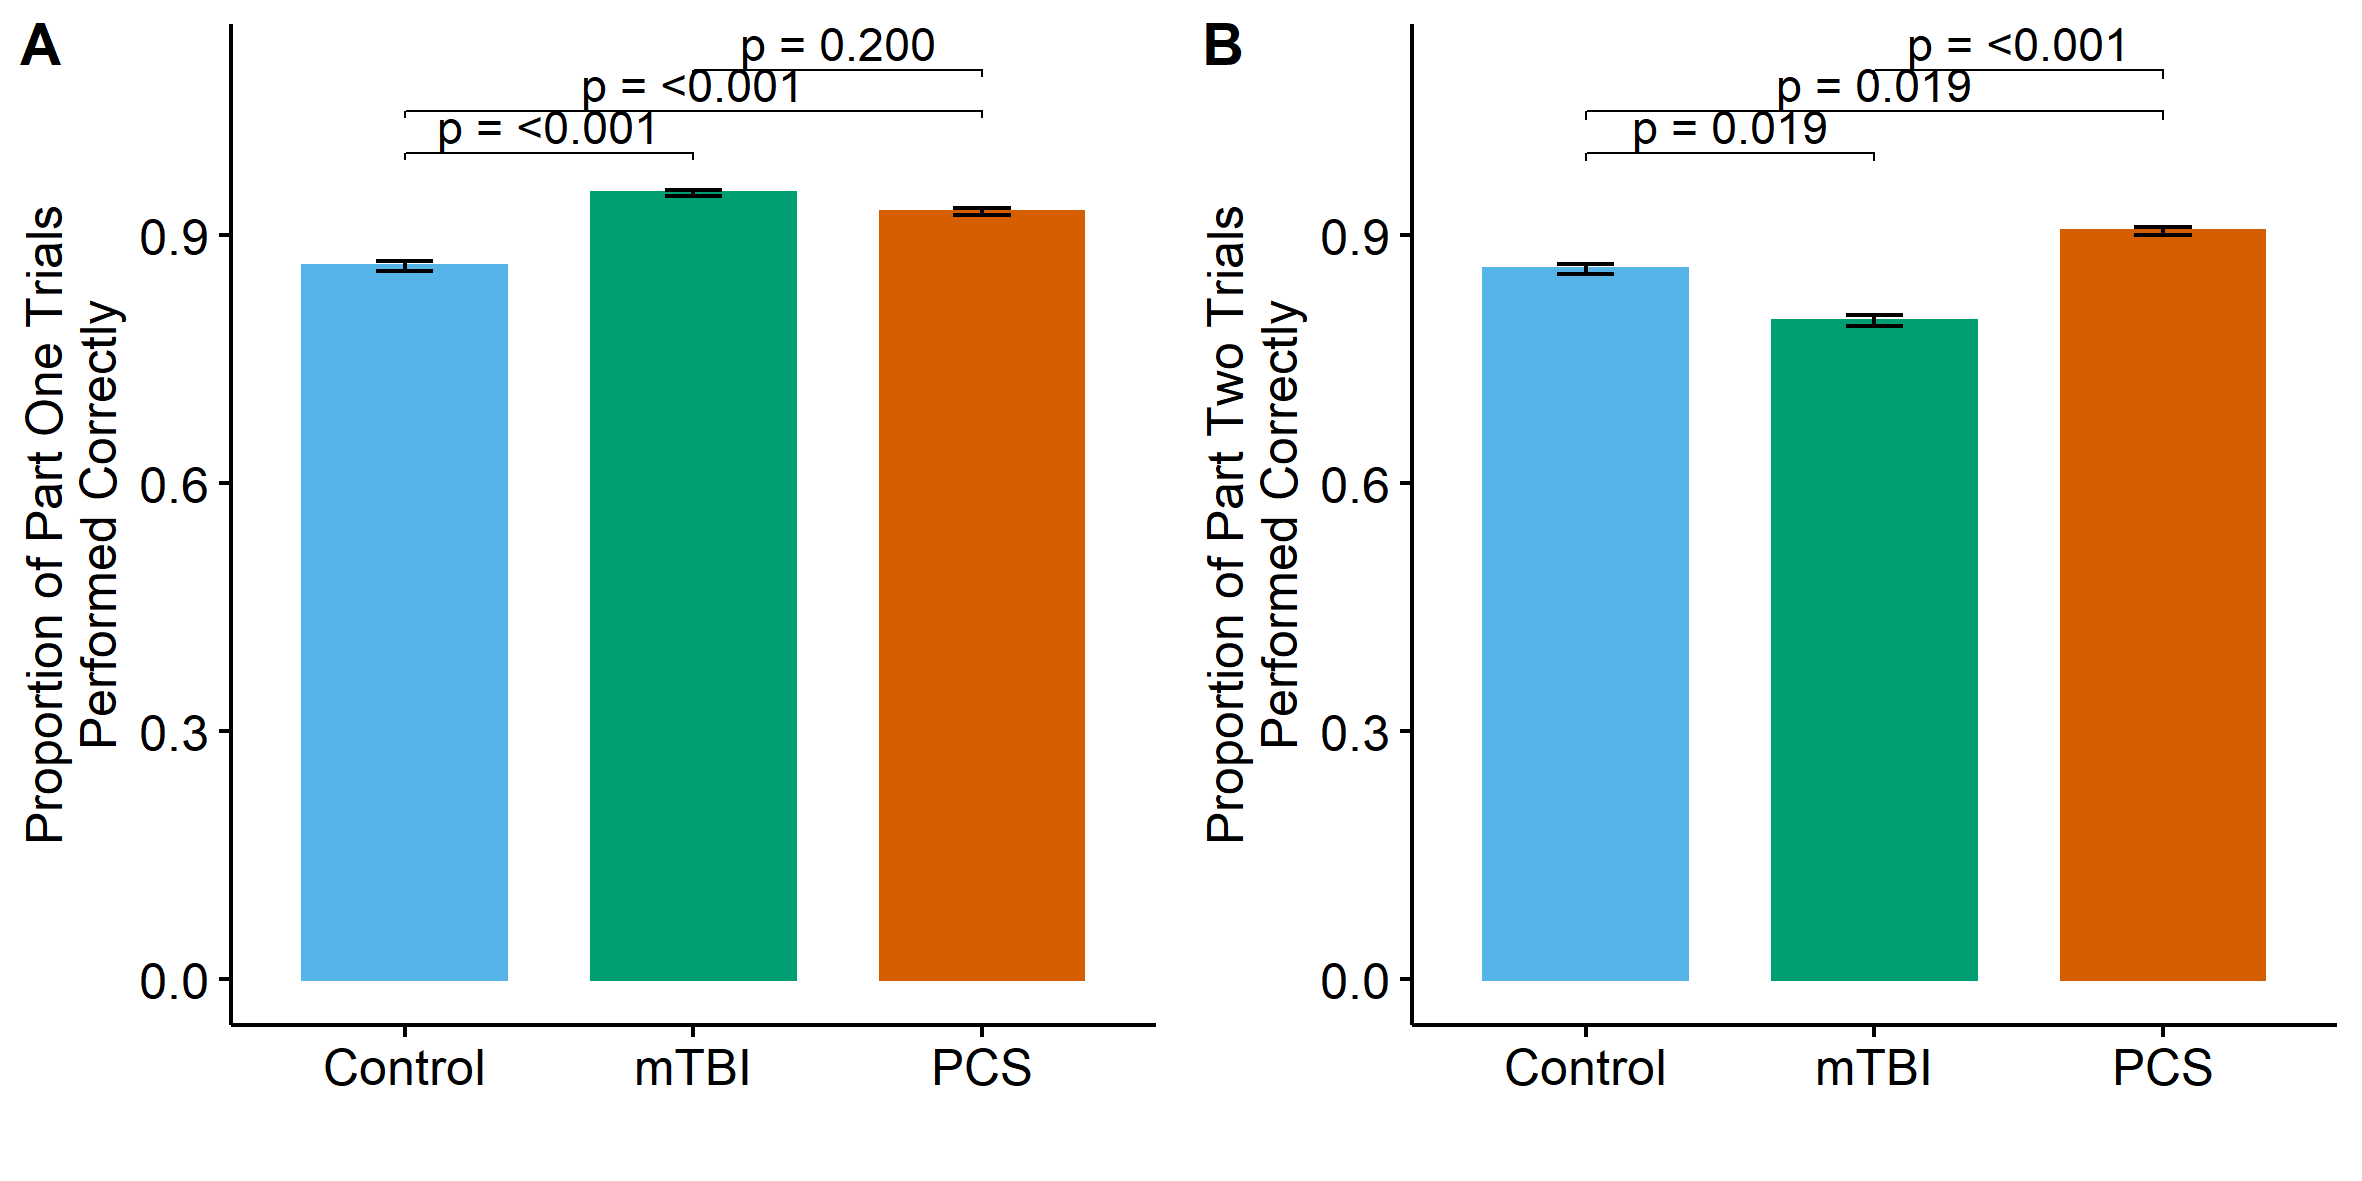 A
p = 0.200
p = <0.001
p = <0.001
Proportion of Part One Trials
Performed Correctly
0.9
0.6
0.3
0.0
Control
mTBI
PCS
B
p = <0.001
p = 0.019
p = 0.019
Proportion of Part Two Trials
Performed Correctly
0.9
0.6
0.3
0.0
Control
mTBI
PCS